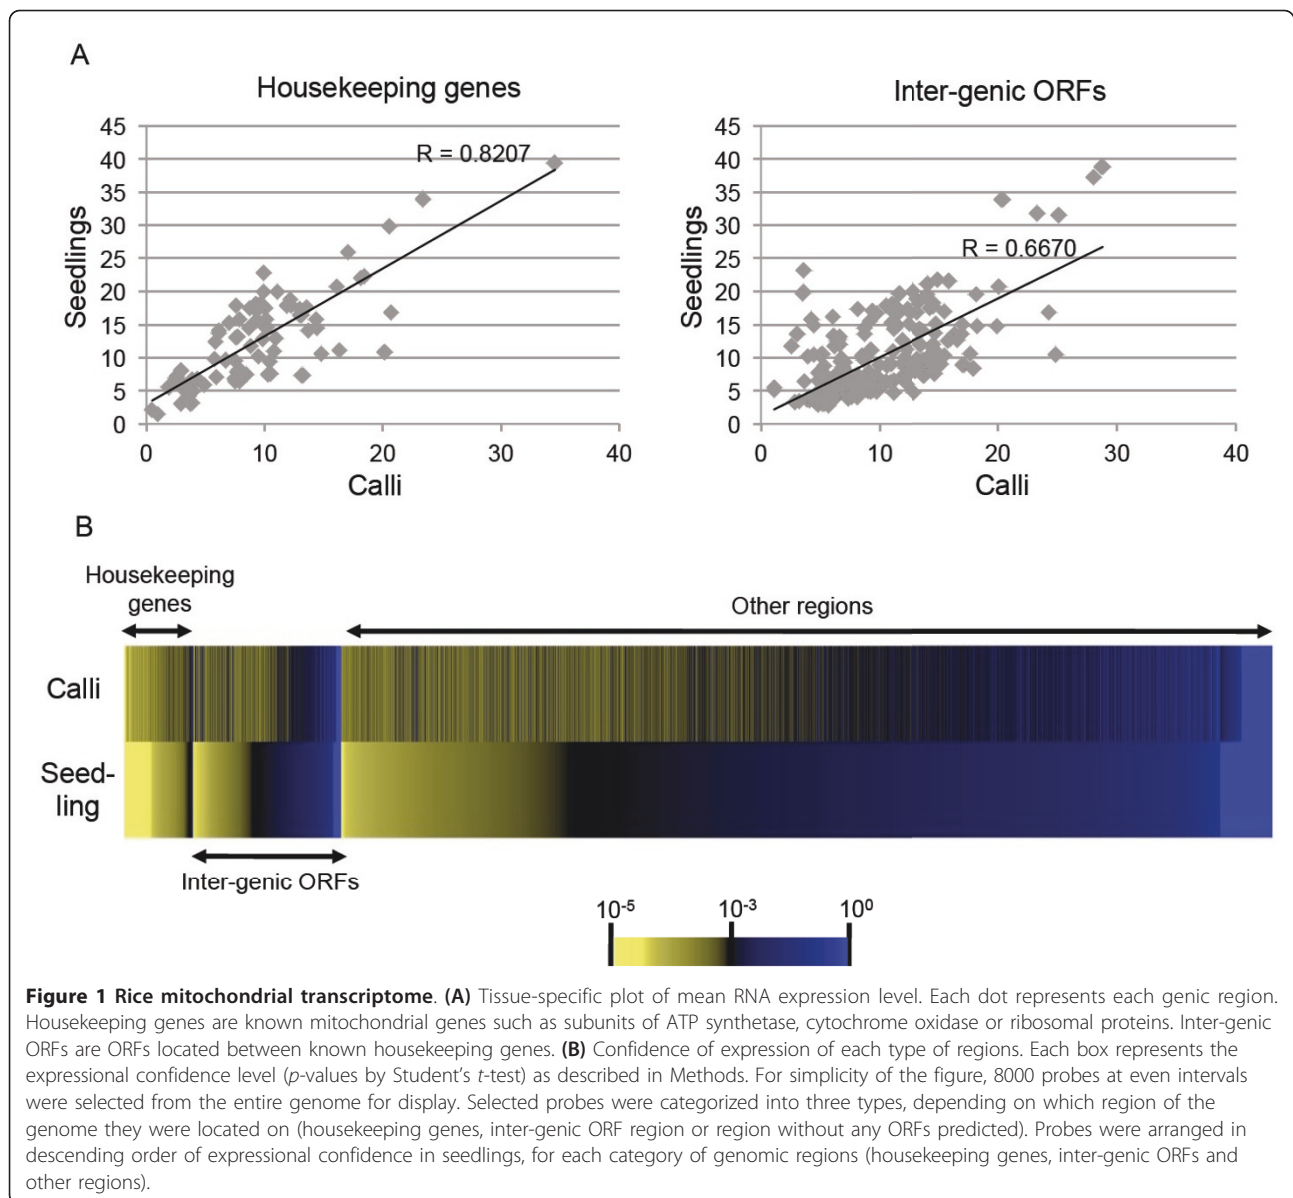 A
Housekeeping genes
Inter-genic ORFs
45
40
35
30
25
20
15
10
5
0
Seedlings
R = 0.8207
0 10 20 30 40
Calli
45
40
35
30
25
20
15
10
5
0
Seedlings
R = 0.6670
0 10 20 30 40
Calli
B
Housekeeping
genes
Other regions
Calli
Seed-
ling
Inter-genic ORFs
10-5 10-3 100
Figure 1 Rice mitochondrial transcriptome. (A) Tissue-specific plot of mean RNA expression level. Each dot represents each genic region.
Housekeeping genes are known mitochondrial genes such as subunits of ATP synthetase, cytochrome oxidase or ribosomal proteins. Inter-genic
ORFs are ORFs located between known housekeeping genes. (B) Confidence of expression of each type of regions. Each box represents the
expressional confidence level (p-values by Student's t-test) as described in Methods. For simplicity of the figure, 8000 probes at even intervals
were selected from the entire genome for display. Selected probes were categorized into three types, depending on which region of the
genome they were located on (housekeeping genes, inter-genic ORF region or region without any ORFs predicted). Probes were arranged in
descending order of expressional confidence in seedlings, for each category of genomic regions (housekeeping genes, inter-genic ORFs and
other regions).